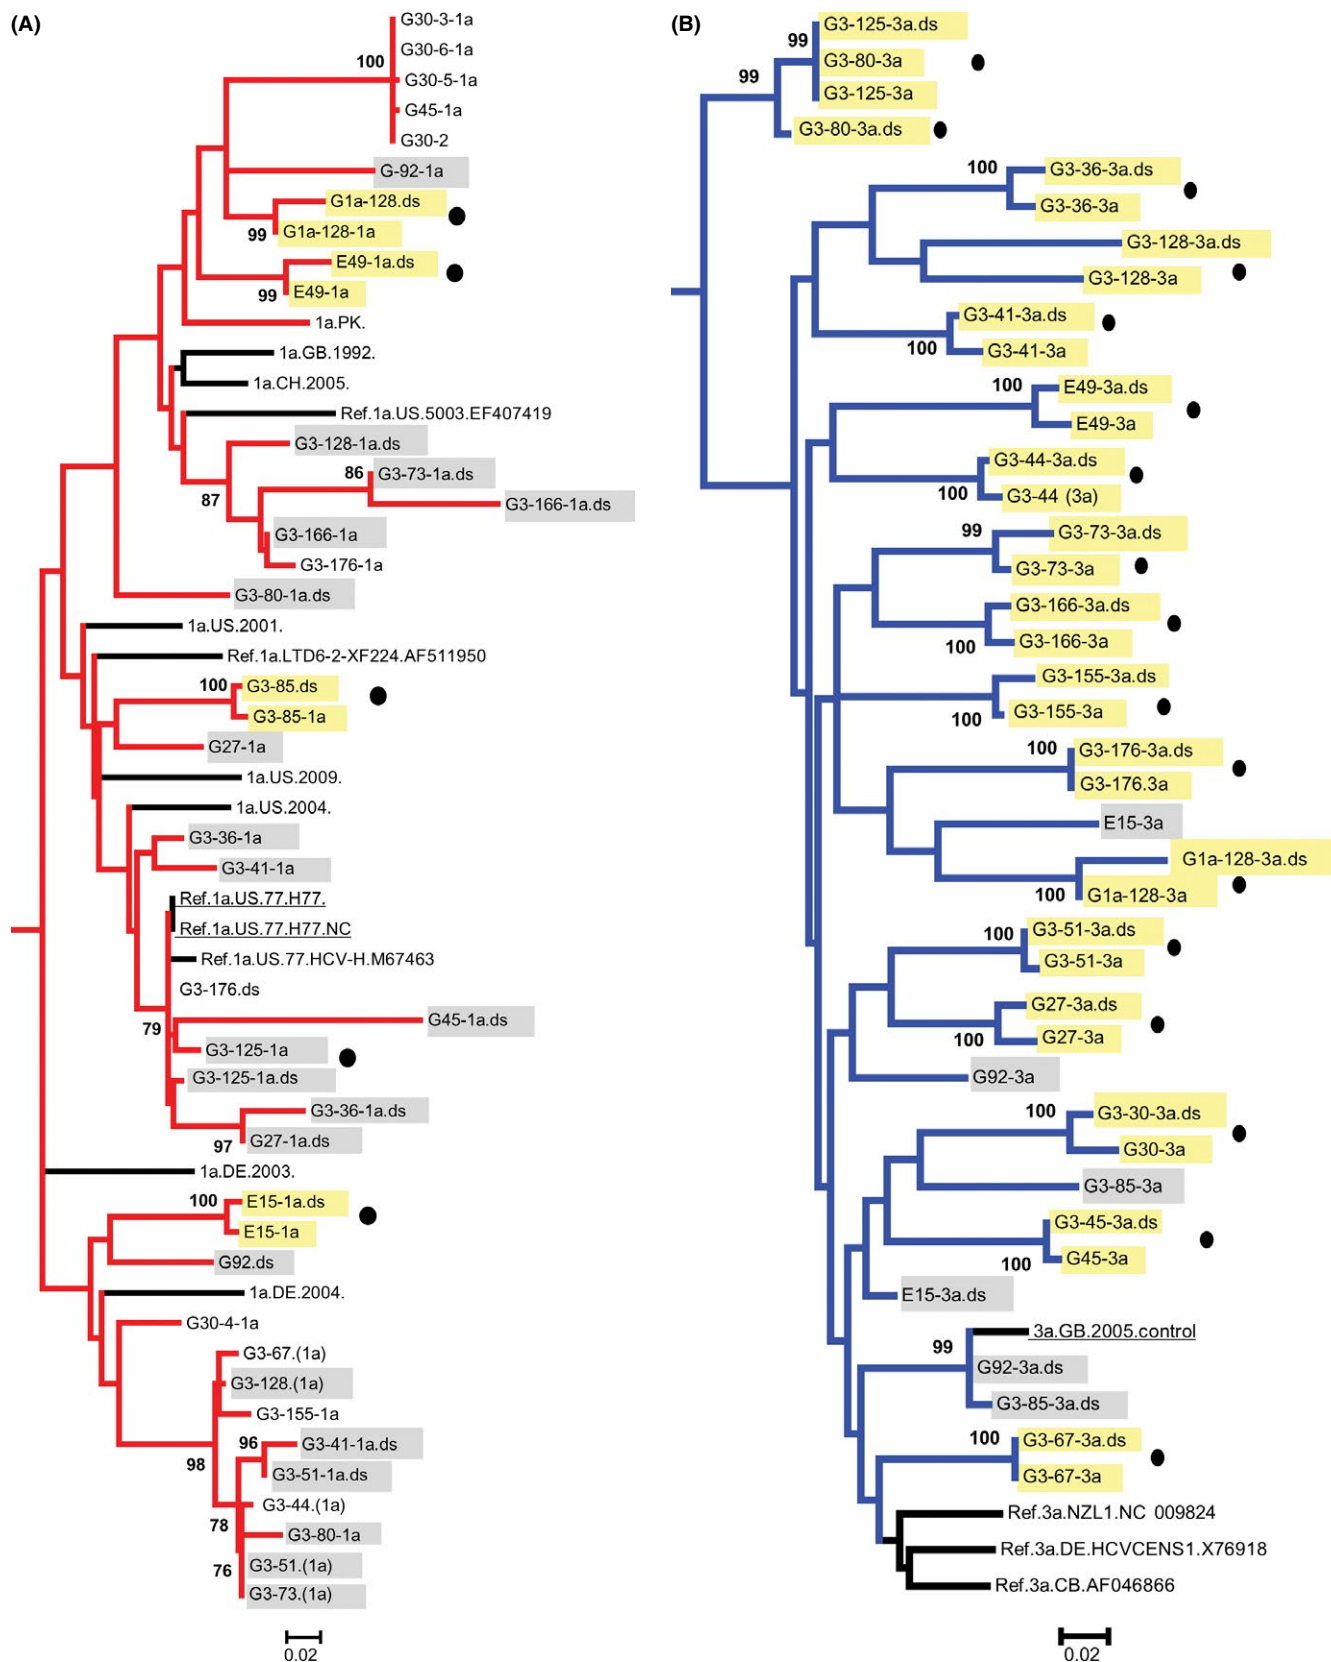 (A)
G30-3-1a
G30-6-1a
100
G30-5-1a
G45-1a
G30-2
G-92-1a
G1a-128.ds
G1a-128-1a
99
E49-1a.ds
E49-1a
99
1a.PK.
1a.GB.1992.
1a.CH.2005.
Ref.1a.US.5003.EF407419
G3-128-1a.ds
86
G3-73-1a.ds
87
G3-166-1a.ds
G3-166-1a
G3-176-1a
G3-80-1a.ds
1a.US.2001.
Ref.1a.LTD6-2-XF224.AF511950
100
G3-85.ds
G3-85-1a
G27-1a
1a.US.2009.
1a.US.2004.
G3-36-1a
G3-41-1a
Ref.1a.US.77.H77.
Ref.1a.US.77.H77.NC
Ref.1a.US.77.HCV-H.M67463
G3-176.ds
79
G45-1a.ds
G3-125-1a
G3-125-1a.ds
G3-36-1a.ds
97
G27-1a.ds
1a.DE.2003.
100
E15-1a.ds
E15-1a
G92.ds
1a.DE.2004.
G30-4-1a
G3-67.(1a)
G3-128.(1a)
G3-155-1a
96
G3-41-1a.ds
98
G3-51-1a.ds
G3-44.(1a)
78
G3-80-1a
76
G3-51.(1a)
G3-73.(1a)
0.02
(B)
G3-125-3a.ds
99
G3-80-3a
99
G3-125-3a
G3-80-3a.ds
100
G3-36-3a.ds
G3-36-3a
G3-128-3a.ds
G3-128-3a
G3-41-3a.ds
100
G3-41-3a
100
E49-3a.ds
E49-3a
G3-44-3a.ds
100
G3-44 (3a)
99
G3-73-3a.ds
G3-73-3a
G3-166-3a.ds
100
G3-166-3a
G3-155-3a.ds
100
G3-155-3a
100
G3-176-3a.ds
G3-176.3a
E15-3a
G1a-128-3a.ds
100
G1a-128-3a
100
G3-51-3a.ds
G3-51-3a
G27-3a.ds
100
G27-3a
G92-3a
100
G3-30-3a.ds
G30-3a
G3-85-3a
G3-45-3a.ds
100
G45-3a
E15-3a.ds
3a.GB.2005.control
99
G92-3a.ds
G3-85-3a.ds
100
G3-67-3a.ds
G3-67-3a
Ref.3a.NZL1.NC 009824
Ref.3a.DE.HCVCENS1.X76918
Ref.3a.CB.AF046866
0.02